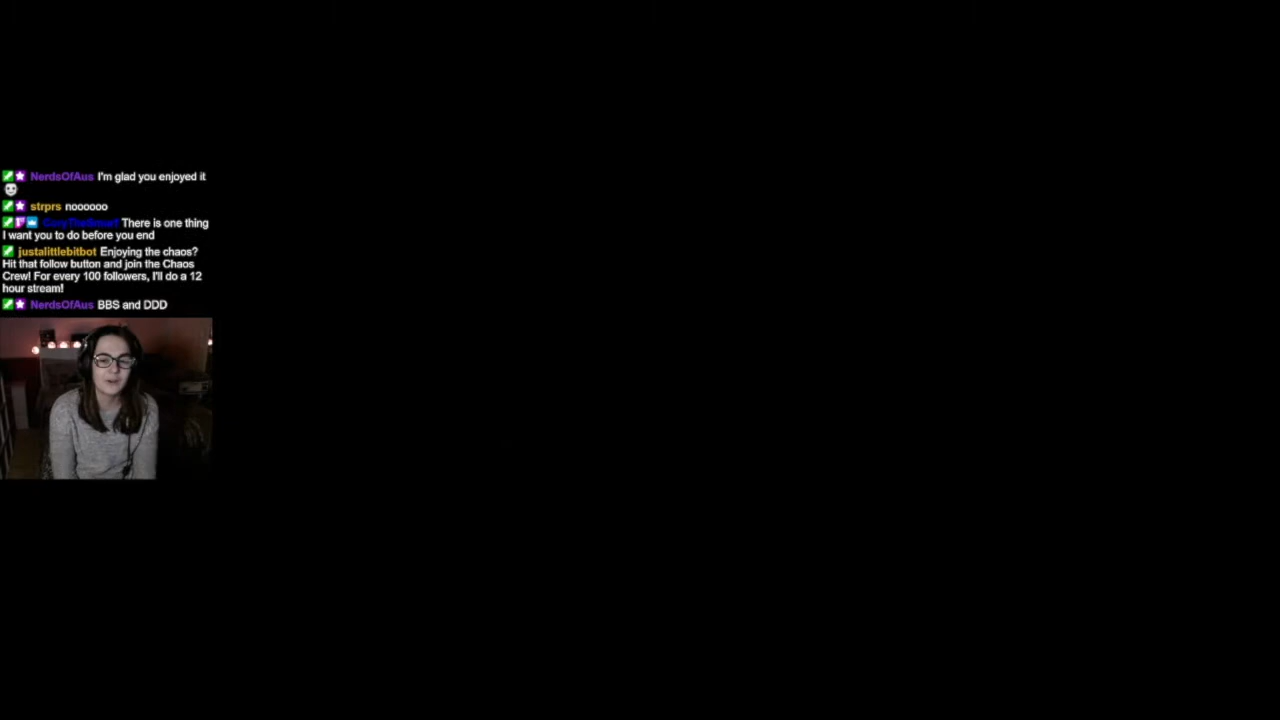 NerdsOfAus I'm glad you enjoyed it
strprs noooooo
There is one thing
I want you to do before you end
justalittlebitbot Enjoying the chaos?
Hit that follow button and join the Chaos
Crew! For every 100 followers, I'll do a 12
hour stream!
NerdsOfAus BBS and DDD